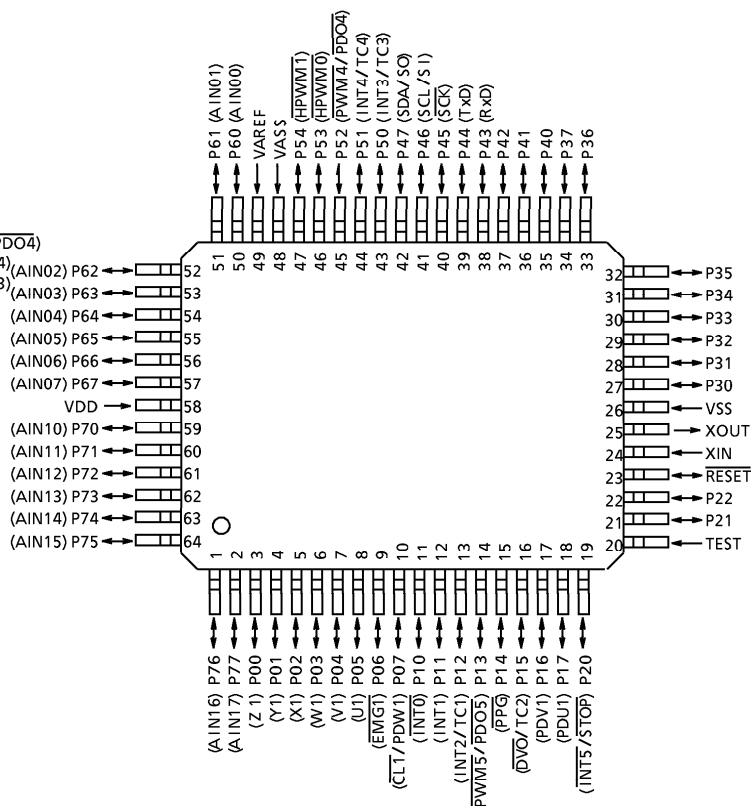 P61 (AIN01)
P60 (AIN00)
VAREF
VASS
P54 (HPWM1)
P53 (HPWM0)
P52 (PWM4/PDO4)
P51 (INT4/TC4)
P50 (INT3/TC3)
P47 (SDA/SO)
P46 (SCL/SI)
P45 (SCK)
P44 (TxD)
P43 (RxD)
P42
P41
P40
P37
P36
51 50 49 48 47 46 45 44 43 42 41 40 39 38 37 36 35 34 33
PDO4)
4)
3)
(AIN02) P62 52
(AIN03) P63 53
(AIN04) P64 54
(AIN05) P65 55
(AIN06) P66 56
(AIN07) P67 57
VDD 58
(AIN10) P70 59
(AIN11) P71 60
(AIN12) P72 61
(AIN13) P73 62
(AIN14) P74 63
(AIN15) P75 64
32 P35
31 P34
30 P33
29 P32
28 P31
27 P30
26 VSS
25 XOUT
24 XIN
23 RESET
22 P22
21 P21
20 TEST
1 2 3 4 5 6 7 8 9 10 11 12 13 14 15 16 17 18 19
(AIN16) P76
(AIN17) P77
(Z1) P00
(Y1) P01
(X1) P02
(W1) P03
(V1) P04
(U1) P05
(EMG1) P06
(CL1/PDW1) P07
(INT0) P10
(INT1) P11
(INT2/TC1) P12
PWM5/PDO5) P13
(PPG) P14
(DVO/TC2) P15
(PDV1) P16
(PDU1) P17
(INT5/STOP) P20